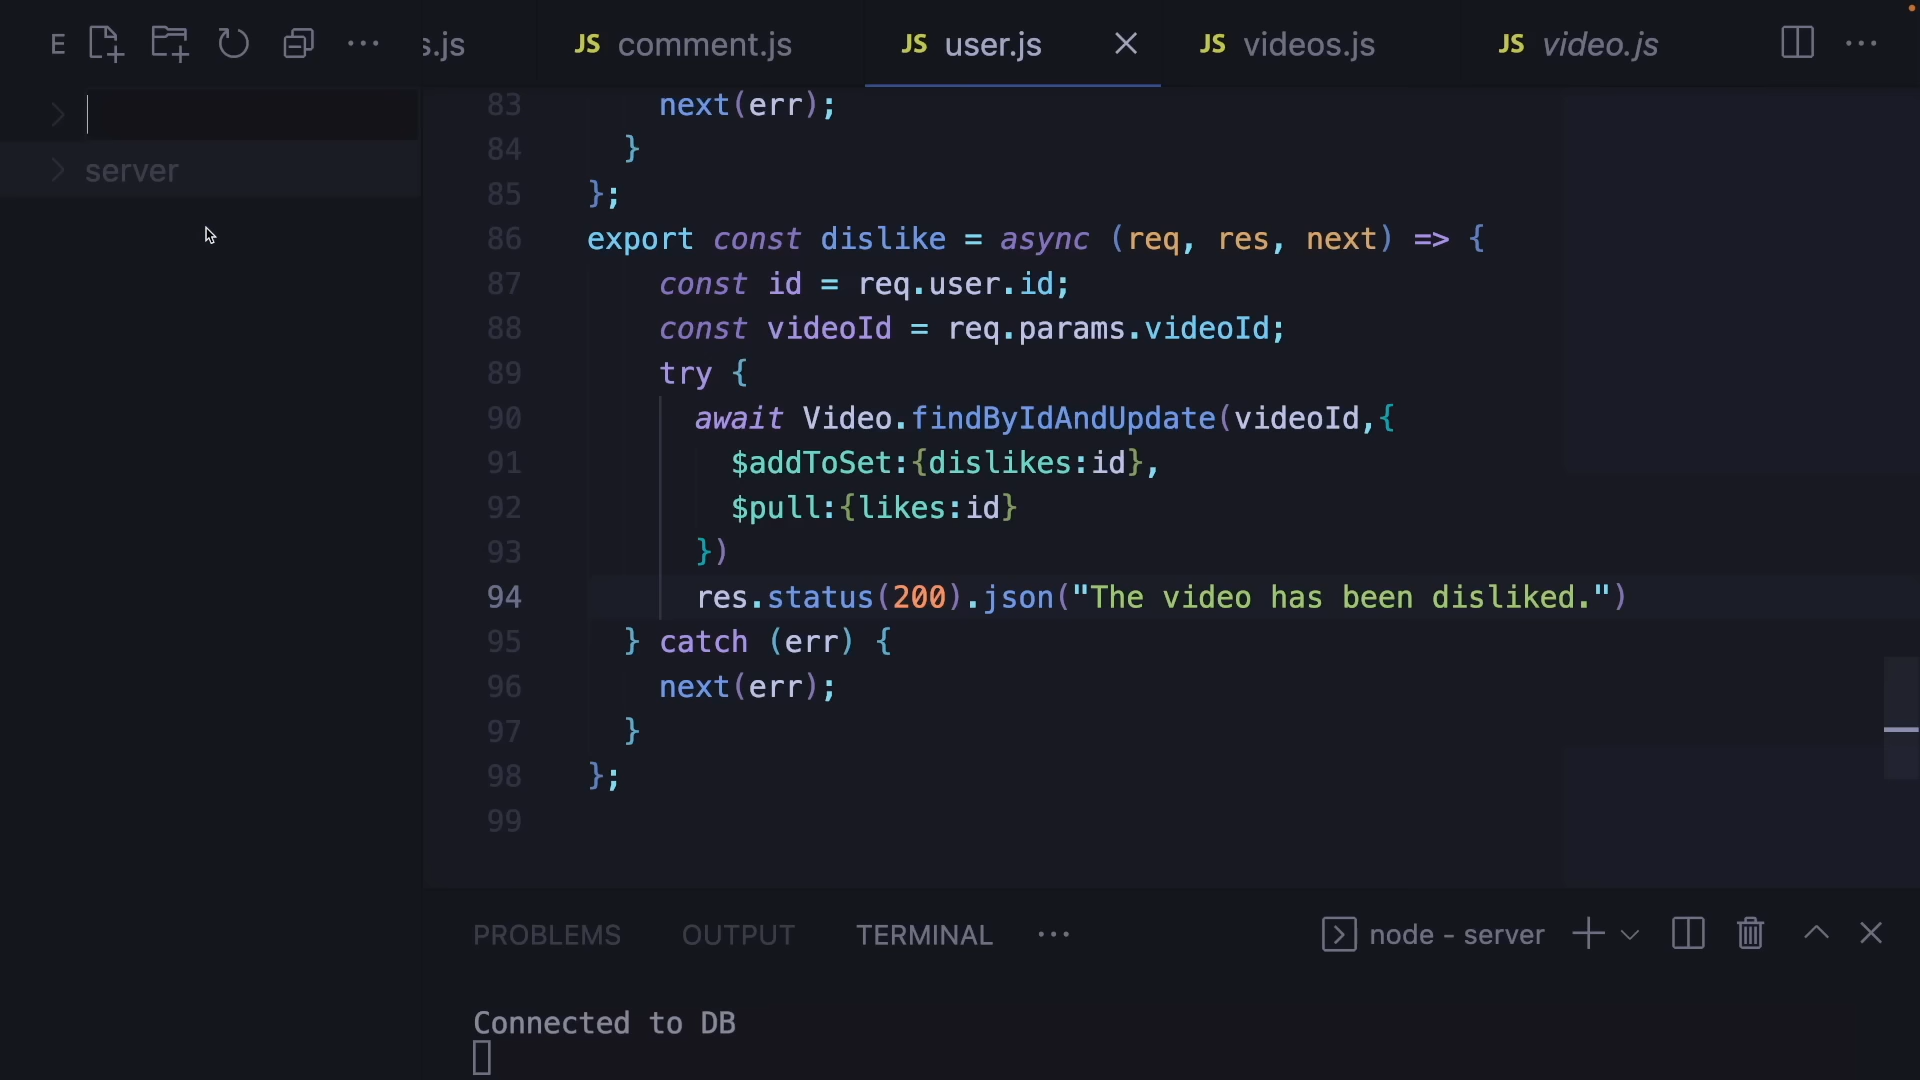 E
s.js
JS comment.js
JS user.js
JS videos.js
JS video.js
server
83 next(err);
84 }
85 };
86 export const dislike = async (req, res, next) => {
87 const id = req.user.id;
88 const videoId = req.params.videoId;
89 try {
90 await Video.findByIdAndUpdate(videoId,{
91 $addToSet:{dislikes:id},
92 $pull:{likes:id}
93 })
94 res.status(200).json("The video has been disliked.")
95 } catch (err) {
96 next(err);
97 }
98 };
99
PROBLEMS OUTPUT TERMINAL
node - server
Connected to DB